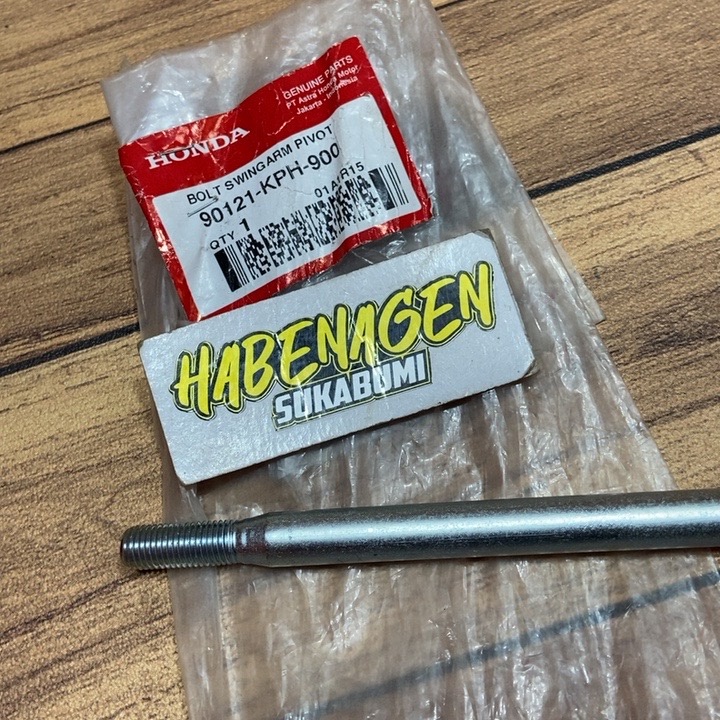 GENUINE PARTS
PT Astra Honda Motor
Jakarta - Indonesia
HONDA
BOLT SWINGARM PIVOT
90121-KPH-900
01A1R15
QTY 1
HABENAGEN
SUKABUMI